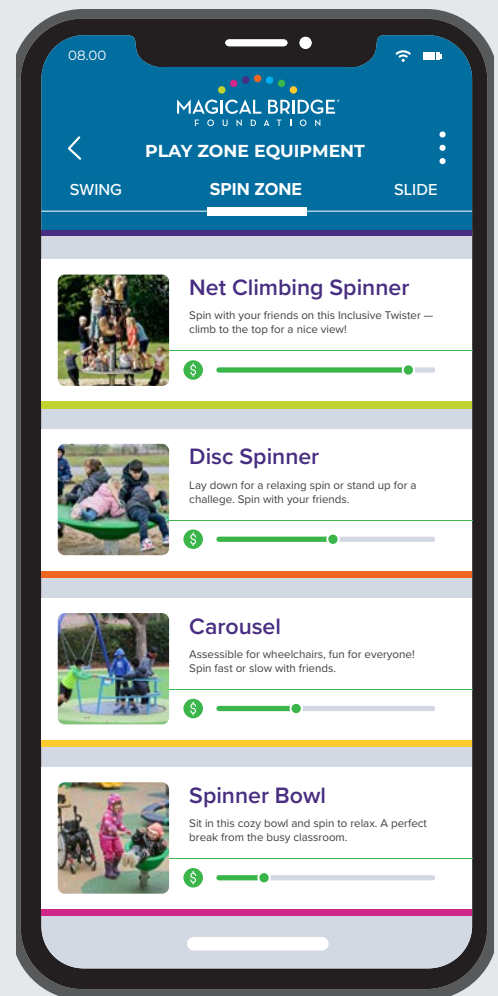 08.00
MAGICAL BRIDGE
FOUNDATION
PLAY ZONE EQUIPMENT
SWING SPIN ZONE SLIDE
Net Climbing Spinner
Spin with your friends on this Inclusive Twister —
climb to the top for a nice view!
$
Disc Spinner
Lay down for a relaxing spin or stand up for a
challege. Spin with your friends.
$
Carousel
Assessible for wheelchairs, fun for everyone!
Spin fast or slow with friends.
$
Spinner Bowl
Sit in this cozy bowl and spin to relax. A perfect
break from the busy classroom.
$